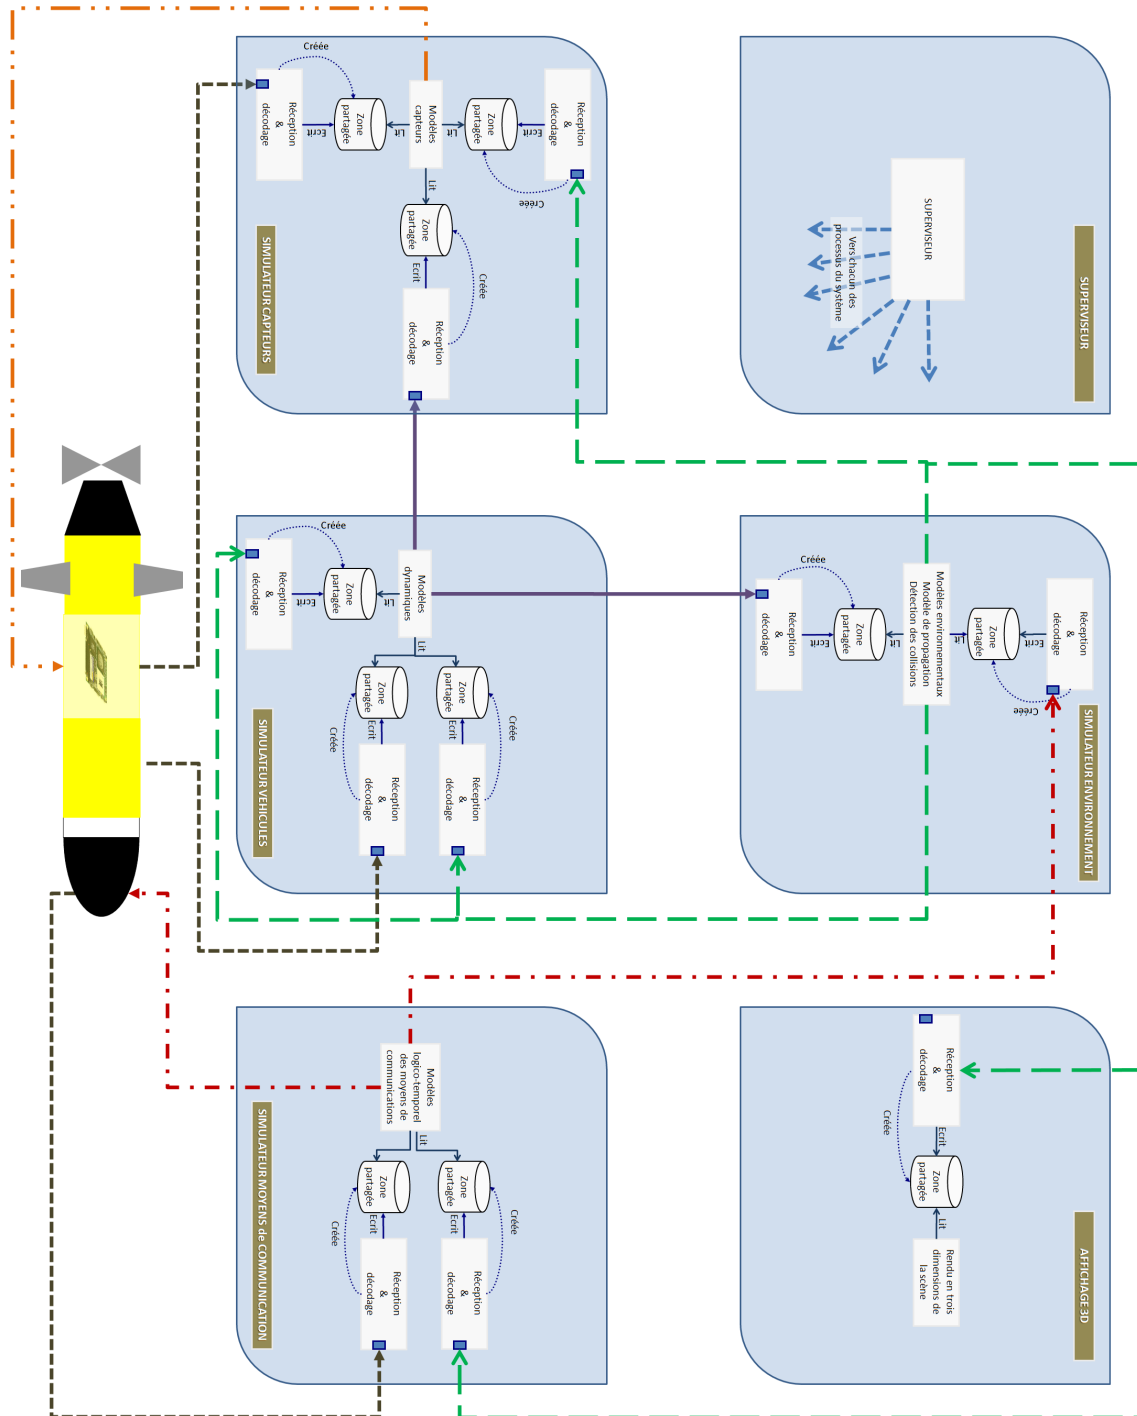 SIMULATEUR CAPTEURS
Créée
Réception
&
décodage
Ecrit
Zone
partagée
Lit
Modèles
capteurs
Lit
Zone
partagée
Ecrit
Réception
&
décodage
Créée
Lit
Zone
partagée
Ecrit
Créée
Réception
&
décodage
SUPERVISEUR
SUPERVISEUR
Vers chacun des
processus du système
SIMULATEUR VEHICULES
Créée
Réception
&
décodage
Ecrit
Zone
partagée
Lit
Modèles
dynamiques
Lit
Zone
partagée
Ecrit
Créée
Réception
&
décodage
Zone
partagée
Ecrit
Créée
Réception
&
décodage
SIMULATEUR ENVIRONNEMENT
Créée
Réception
&
décodage
Ecrit
Zone
partagée
Lit
Modèles environnementaux
Modèle de propagation
Détection des collisions
Lit
Zone
partagée
Ecrit
Réception
&
décodage
Créée
SIMULATEUR MOYENS de COMMUNICATION
Modèles
logico-temporel
des moyens de
communications
Lit
Zone
partagée
Ecrit
Créée
Réception
&
décodage
Zone
partagée
Ecrit
Créée
Réception
&
décodage
AFFICHAGE 3D
Réception
&
décodage
Créée
Ecrit
Zone
partagée
Lit
Rendu en trois
dimensions de
la scène